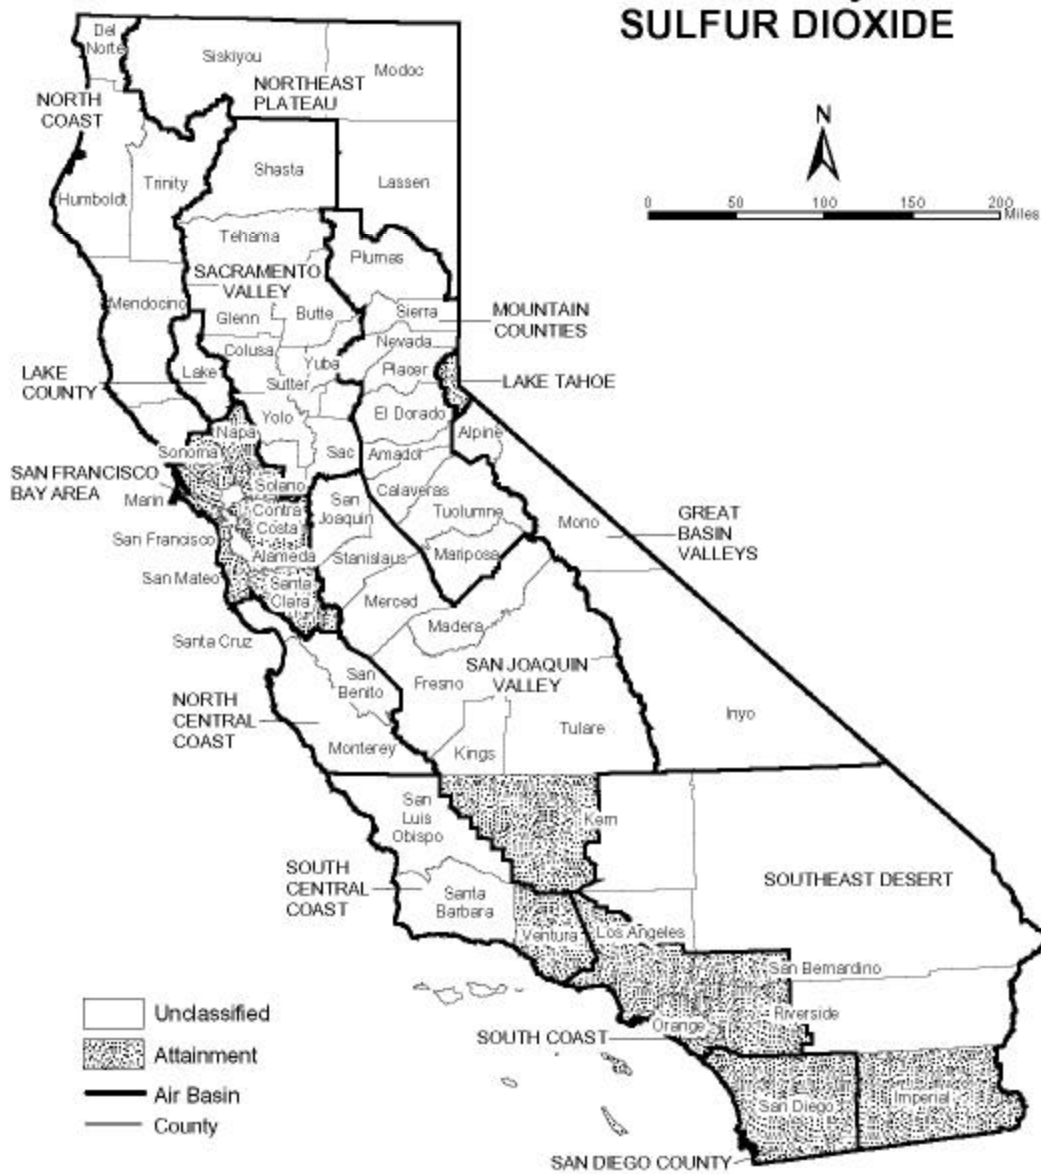 SULFUR DIOXIDE
Del
Norte
Siskiyou
Modoc
NORTHEAST
PLATEAU
NORTH
COAST
N
Shasta
Trinity
Lassen
Humboldt
0 50 100 150 200
Miles
Tehama
Plumas
SACRAMENTO
VALLEY
Mendocino
Glenn
Butte
Sierra
MOUNTAIN
COUNTIES
Nevada
Colusa
Yuba
Placer
LAKE
COUNTY
Lake
Sutter
LAKE TAHOE
El Dorado
Yolo
Napa
Alpine
Sonoma
Sac
Amador
SAN FRANCISCO
BAY AREA
Solano
Calaveras
Marin
San
Joaquin
Contra
Costa
Tuolumne
Mono
GREAT
BASIN
VALLEYS
San Francisco
Alameda
Stanislaus
Mariposa
San Mateo
Santa
Clara
Merced
Madera
Santa Cruz
SAN JOAQUIN
VALLEY
San
Benito
Fresno
NORTH
CENTRAL
COAST
Inyo
Tulare
Monterey
Kings
San
Luis
Obispo
Kern
SOUTH
CENTRAL
COAST
SOUTHEAST DESERT
Santa
Barbara
Ventura
Los Angeles
San Bernardino
Unclassified
Riverside
Orange
SOUTH COAST
Attainment
Air Basin
Imperial
San Diego
County
SAN DIEGO COUNTY